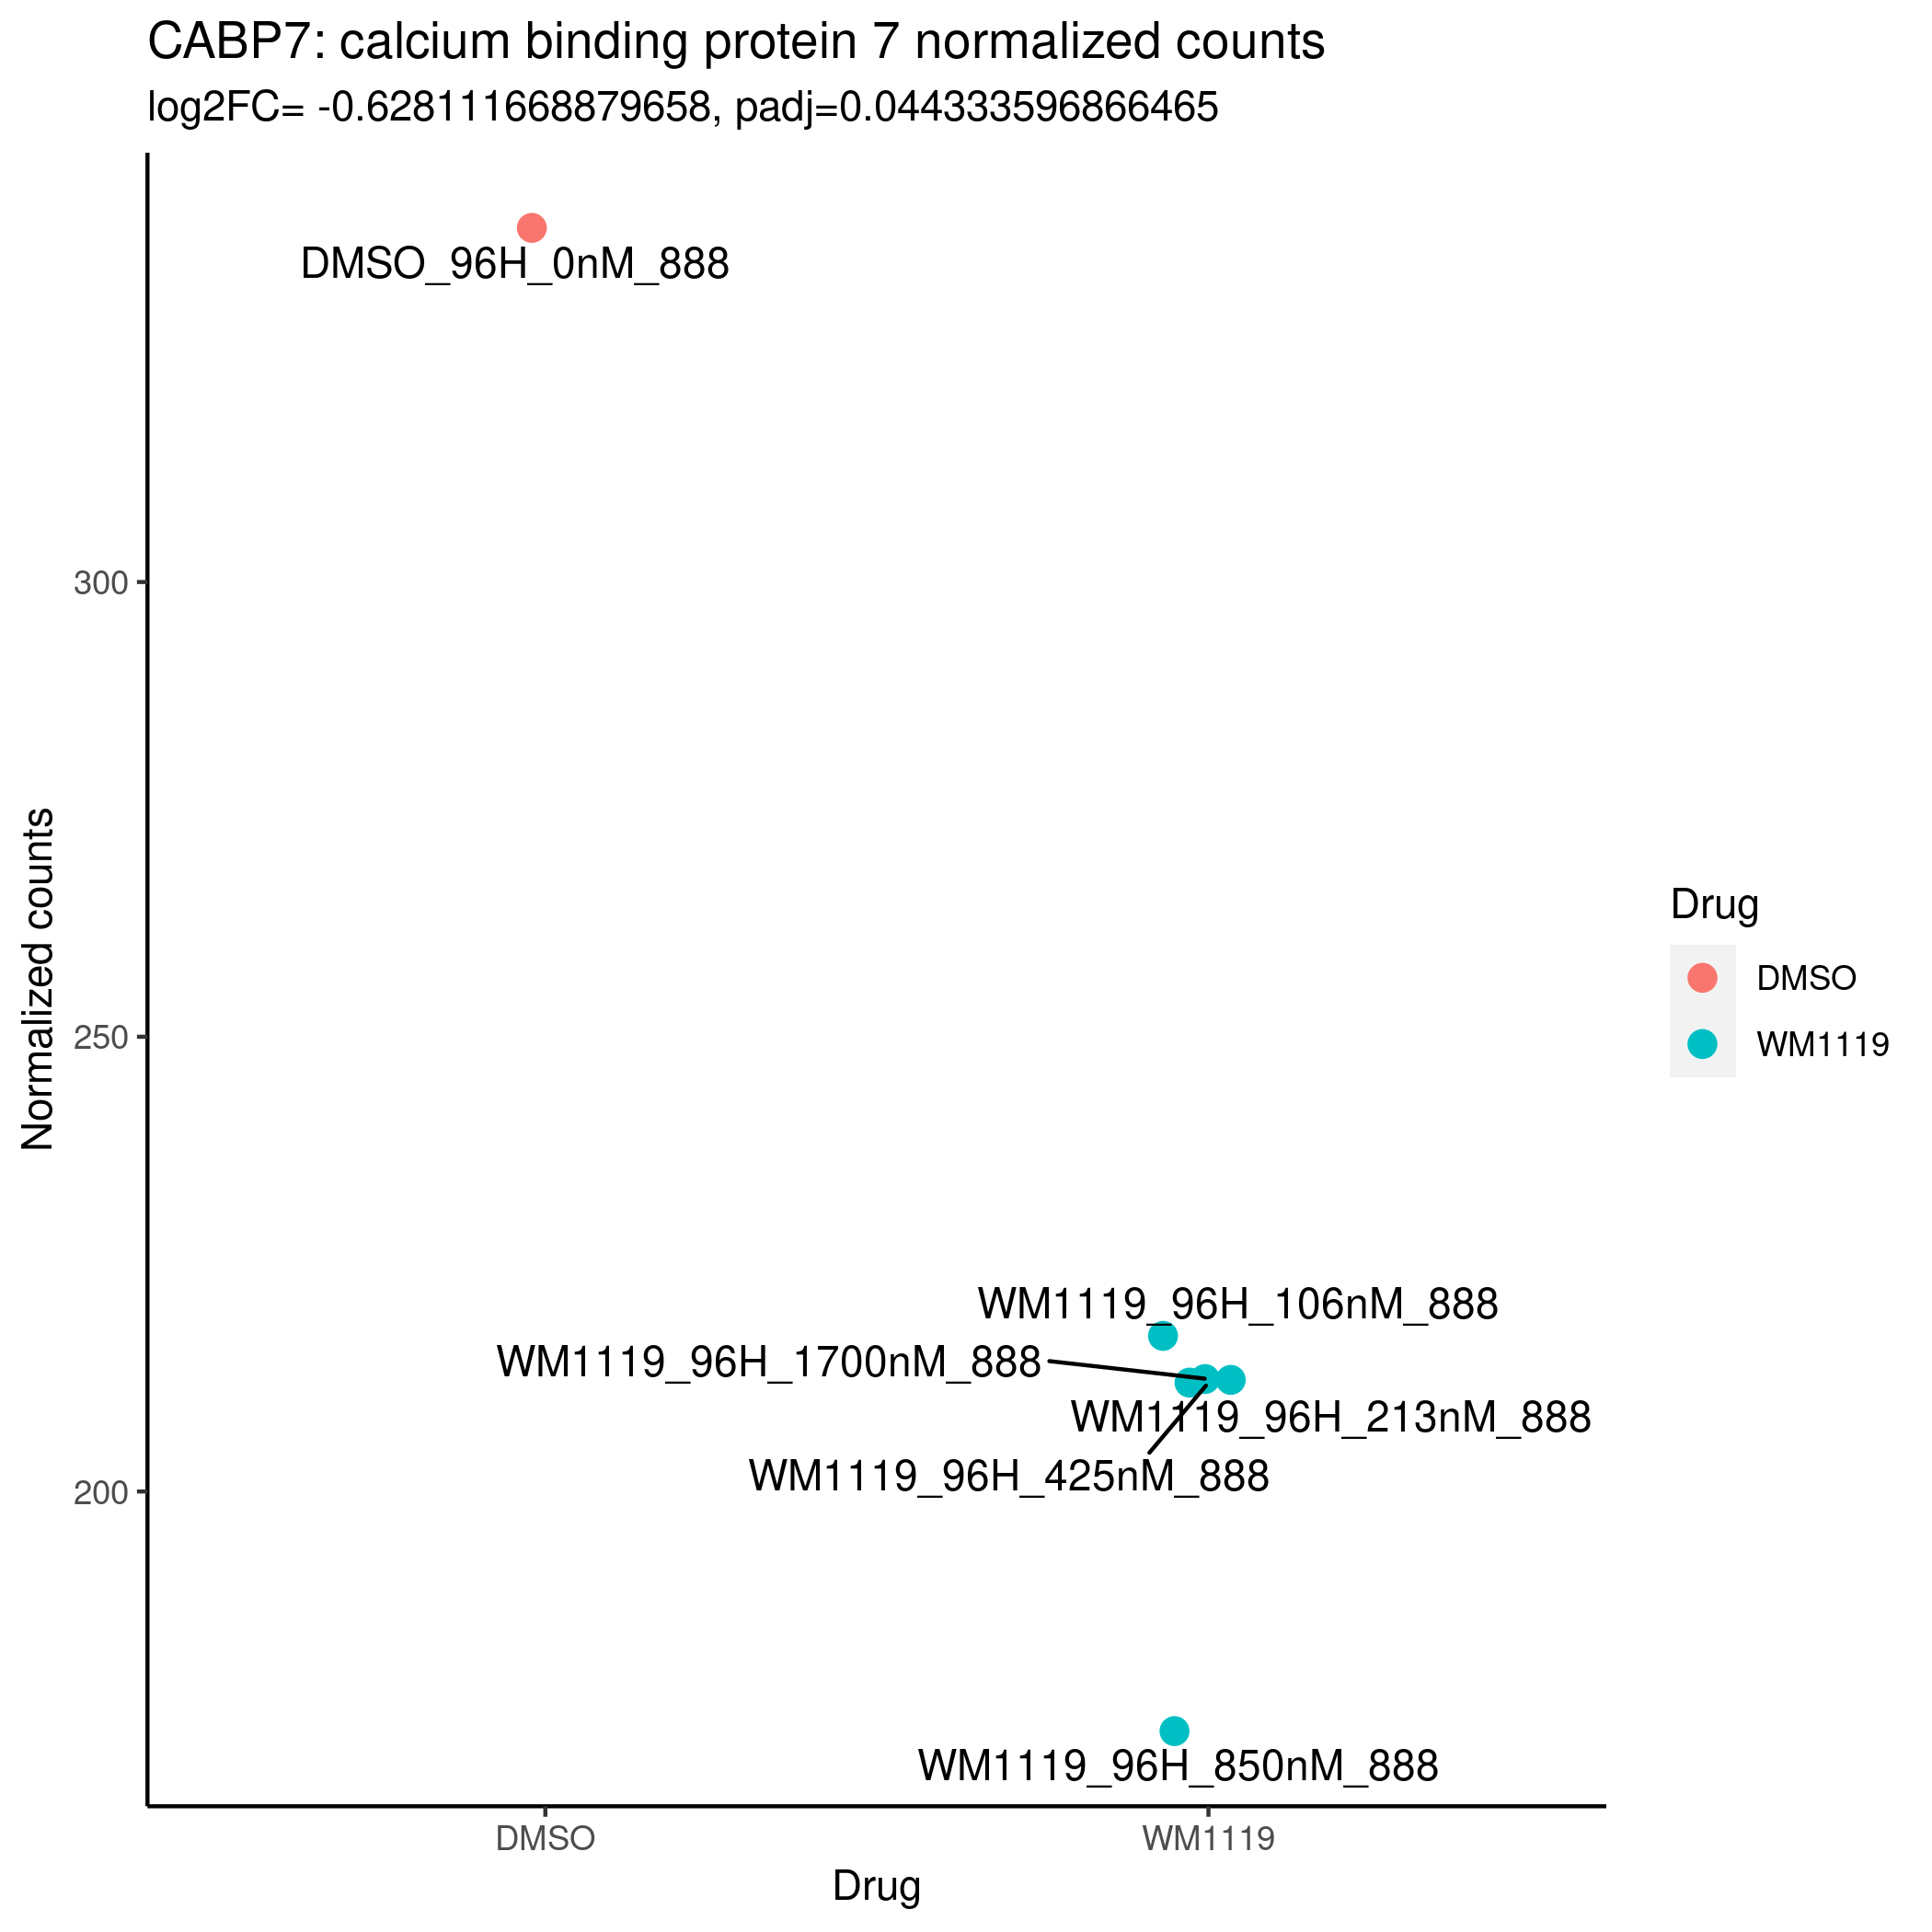 CABP7: calcium binding protein 7 normalized counts
log2FC= -0.628111668879658, padj=0.044333596866465
DMSO_96H_0nM_888
300
Normalized counts
250
Drug
DMSO
WM1119
WM1119_96H_106nM_888
WM1119_96H_1700nM_888
WM1119_96H_213nM_888
WM1119_96H_425nM_888
200
WM1119_96H_850nM_888
DMSO
WM1119
Drug